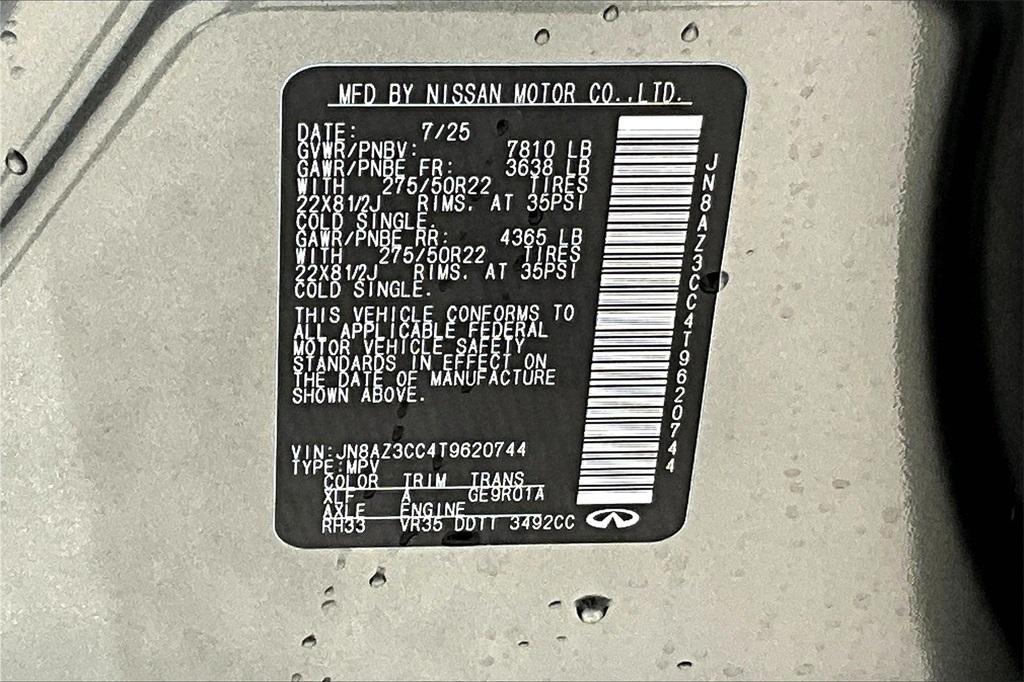 MFD BY NISSAN MOTOR CO.,LTD.
DATE: 7/25
GVWR/PNBV: 7810 LB
GAWR/PNBE FR: 3638 LB
WITH 275/50R22 TIRES
22X81/2J RIMS. AT 35PSI
COLD SINGLE.
GAWR/PNBE RR: 4365 LB
WITH 275/50R22 TIRES
22X81/2J RIMS. AT 35PSI
COLD SINGLE.
THIS VEHICLE CONFORMS TO
ALL APPLICABLE FEDERAL
MOTOR VEHICLE SAFETY
STANDARDS IN EFFECT ON
THE DATE OF MANUFACTURE
SHOWN ABOVE.
VIN:JN8AZ3CC4T9620744
TYPE:MPV
COLOR TRIM TRANS
XLF A GE9R01A
AXLE ENGINE
RH33 VR35 DDTT 3492CC
JN8AZ3CC4T9620744